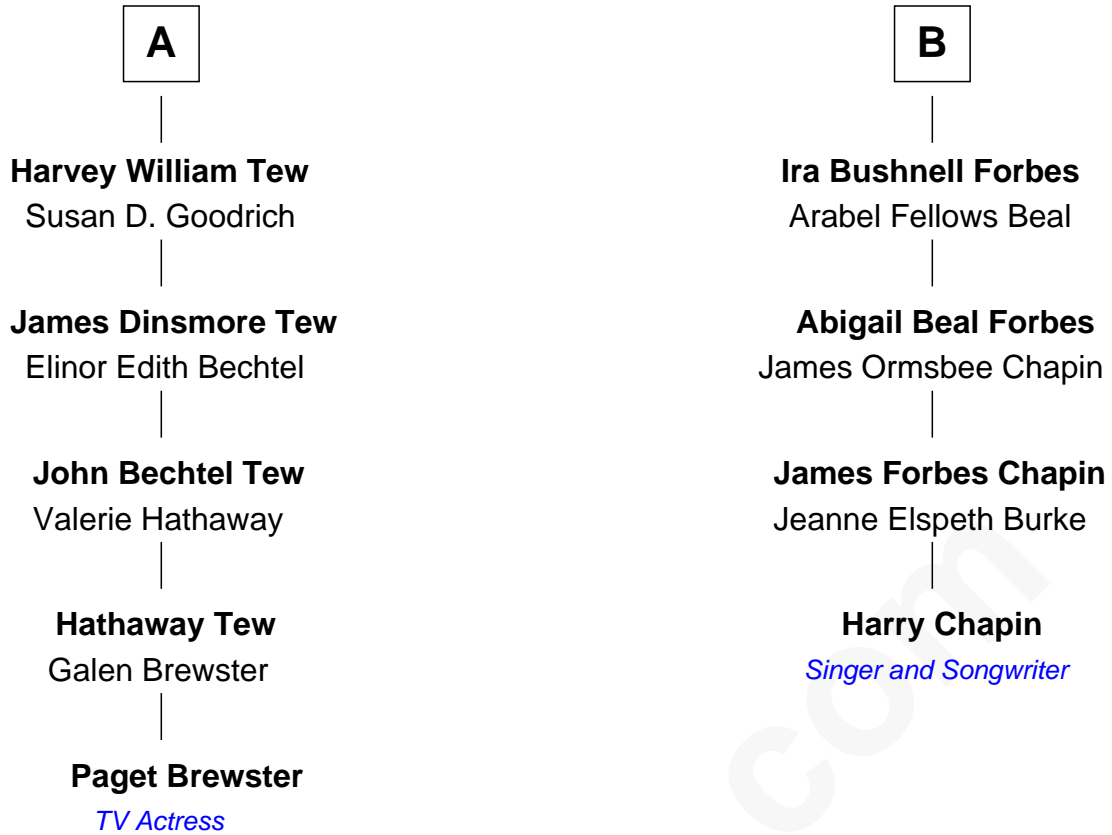 A
Harvey William Tew
Susan D. Goodrich
James Dinsmore Tew
Elinor Edith Bechtel
John Bechtel Tew
Valerie Hathaway
Hathaway Tew
Galen Brewster
Paget Brewster
TV Actress
B
Ira Bushnell Forbes
Arabel Fellows Beal
Abigail Beal Forbes
James Ormsbee Chapin
James Forbes Chapin
Jeanne Elspeth Burke
Harry Chapin
Singer and Songwriter
com